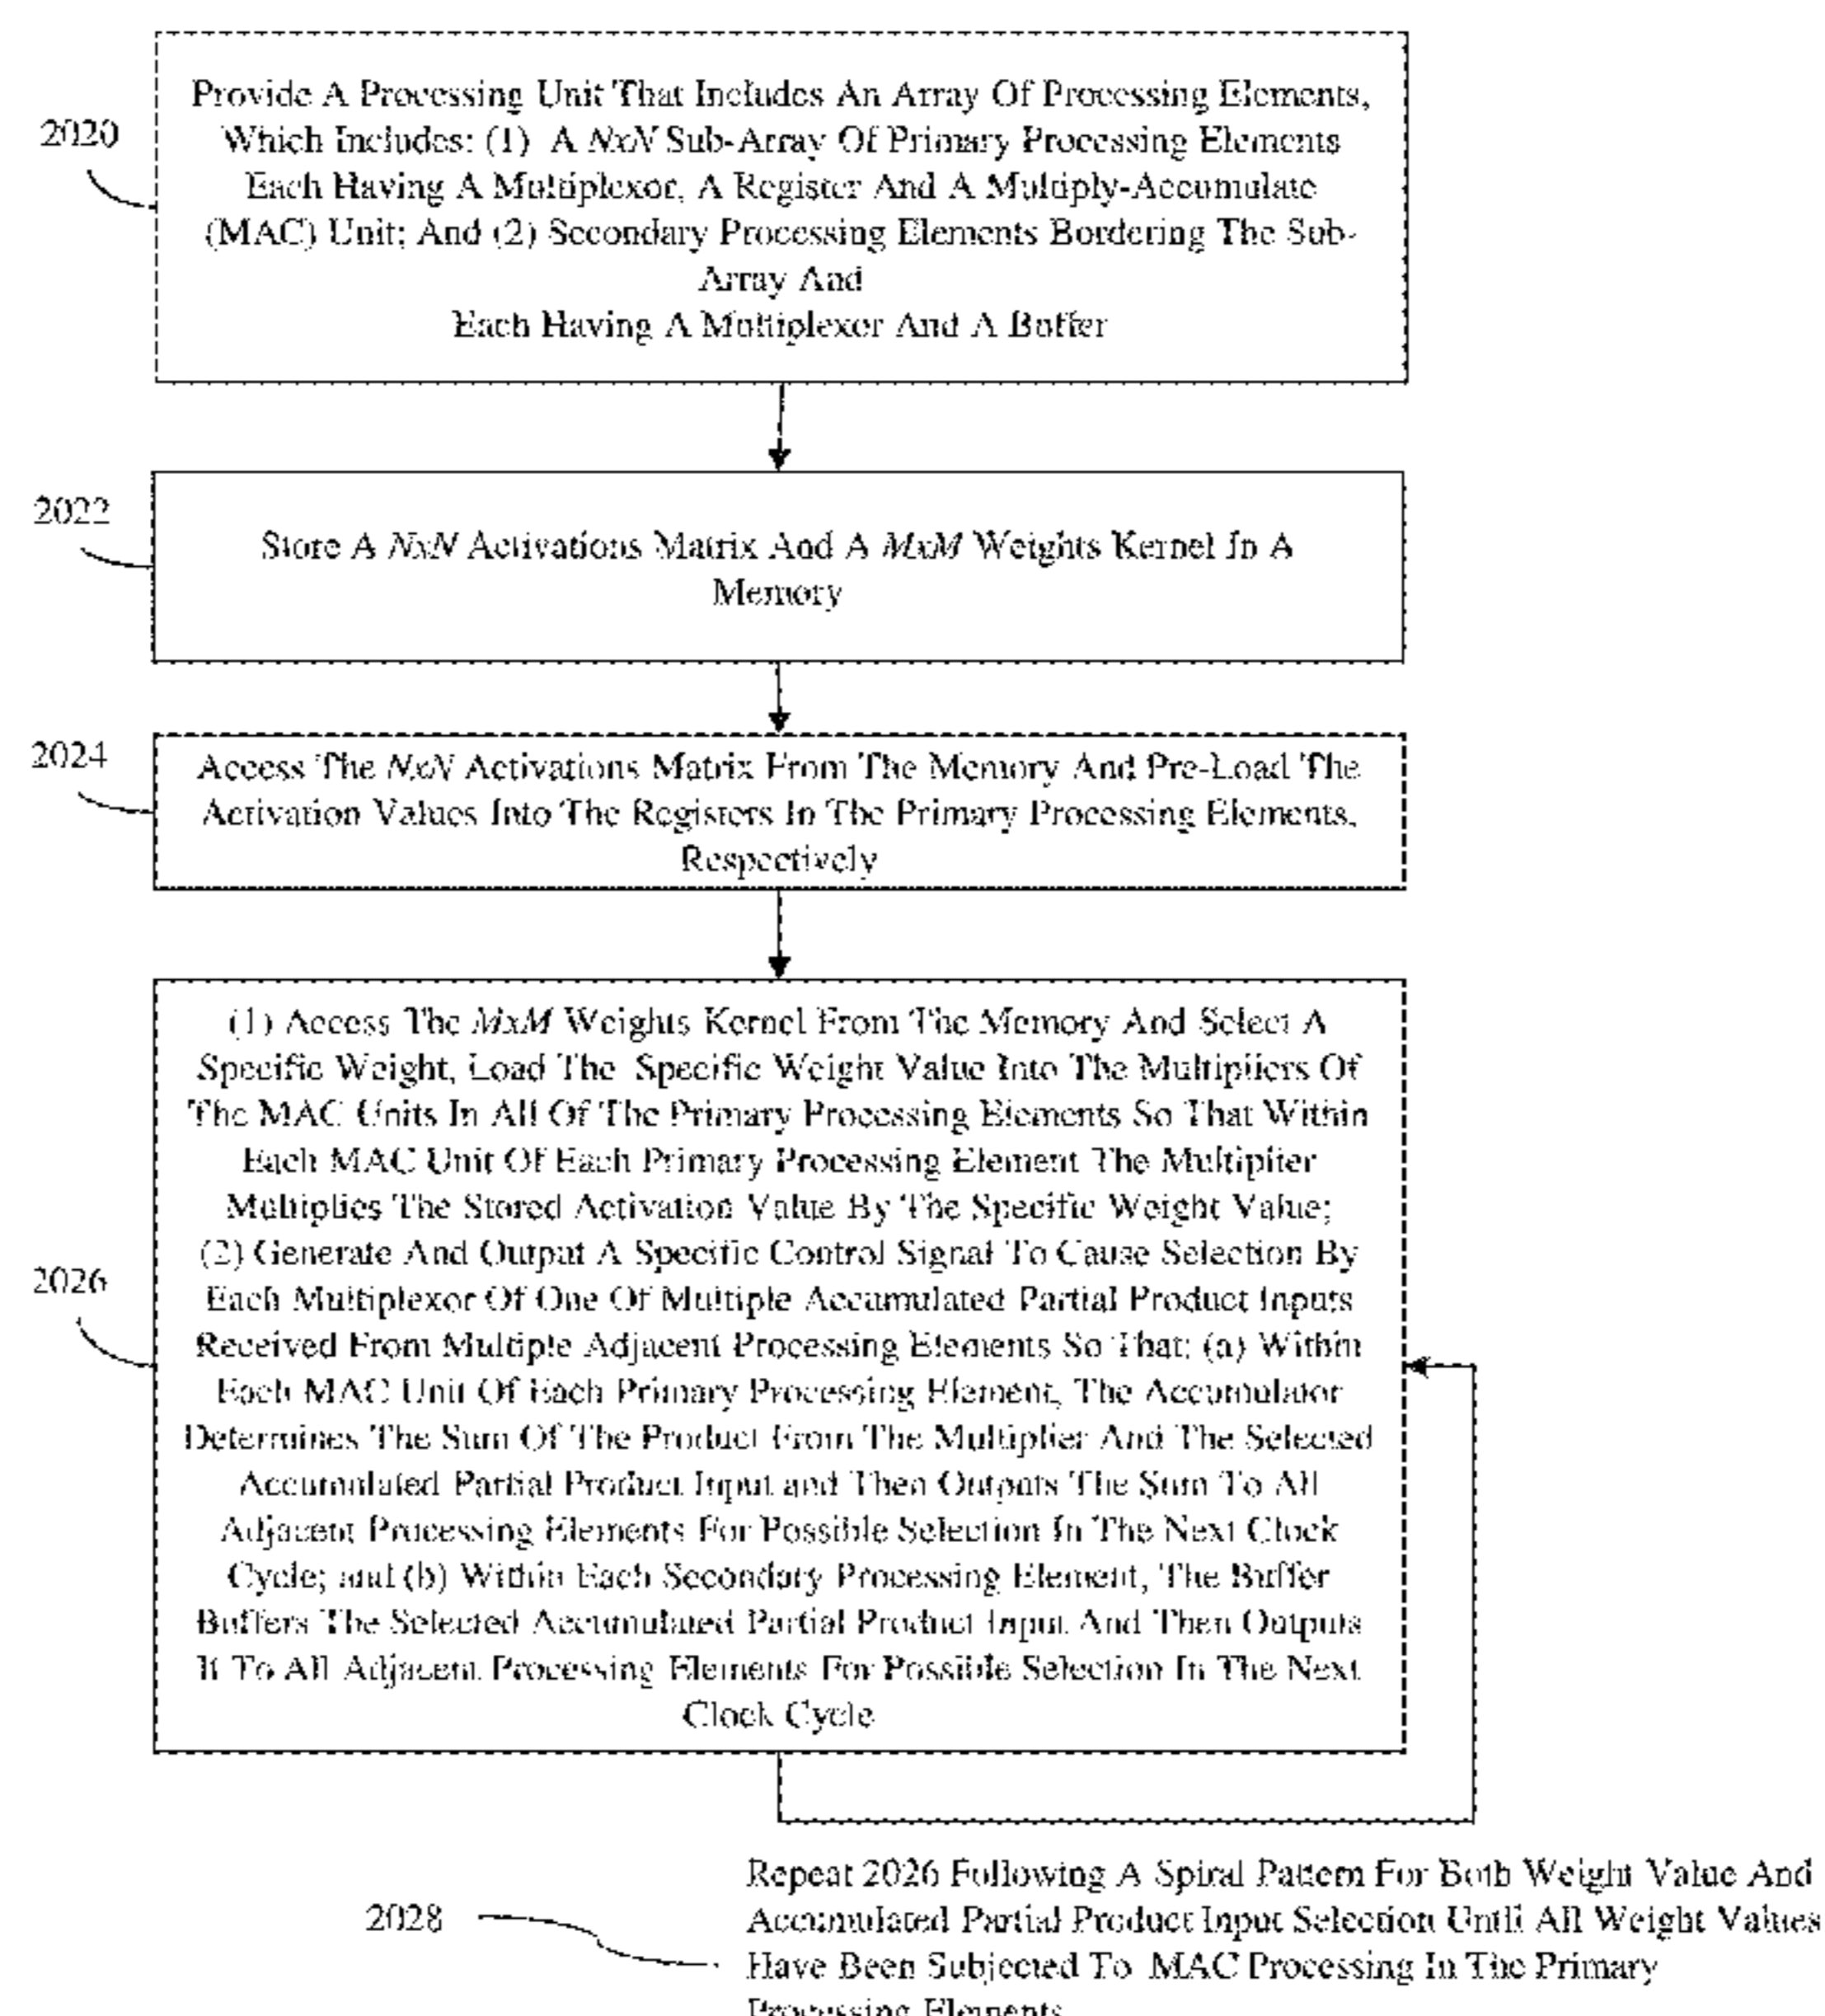 2020
Provide A Processing Unit That Includes An Array Of Processing Elements,
Which Includes: (1) A NxN Sub-Array Of Primary Processing Elements
Each Having A Multiplexor, A Register And A Multiply-Accumulate
(MAC) Unit; And (2) Secondary Processing Elements Bordering The Sub-
Array And
Each Having A Multiplexor And A Buffer
2022
Store A NxN Activations Matrix And A MxM Weights Kernel In A
Memory
2024
Access The NxN Activations Matrix From The Memory And Pre-Load The
Activation Values Into The Registers In The Primary Processing Elements,
Respectively
2026
(1) Access The MxM Weights Kernel From The Memory And Select A
Specific Weight, Load The Specific Weight Value Into The Multipliers Of
The MAC Units In All Of The Primary Processing Elements So That Within
Each MAC Unit Of Each Primary Processing Element The Multiplier
Multiplies The Stored Activation Value By The Specific Weight Value;
(2) Generate And Output A Specific Control Signal To Cause Selection By
Each Multiplexor Of One Of Multiple Accumulated Partial Product Inputs
Received From Multiple Adjacent Processing Elements So That: (a) Within
Each MAC Unit Of Each Primary Processing Element, The Accumulator
Determines The Sum Of The Product From The Multiplier And The Selected
Accumulated Partial Product Input and Then Outputs The Sum To All
Adjacent Processing Elements For Possible Selection In The Next Clock
Cycle; and (b) Within Each Secondary Processing Element, The Buffer
Buffers The Selected Accumulated Partial Product Input And Then Outputs
It To All Adjacent Processing Elements For Possible Selection In The Next
Clock Cycle
2028
Repeat 2026 Following A Spiral Pattern For Both Weight Value And
Accumulated Partial Product Input Selection Until All Weight Values
Have Been Subjected To MAC Processing In The Primary
Processing Elements